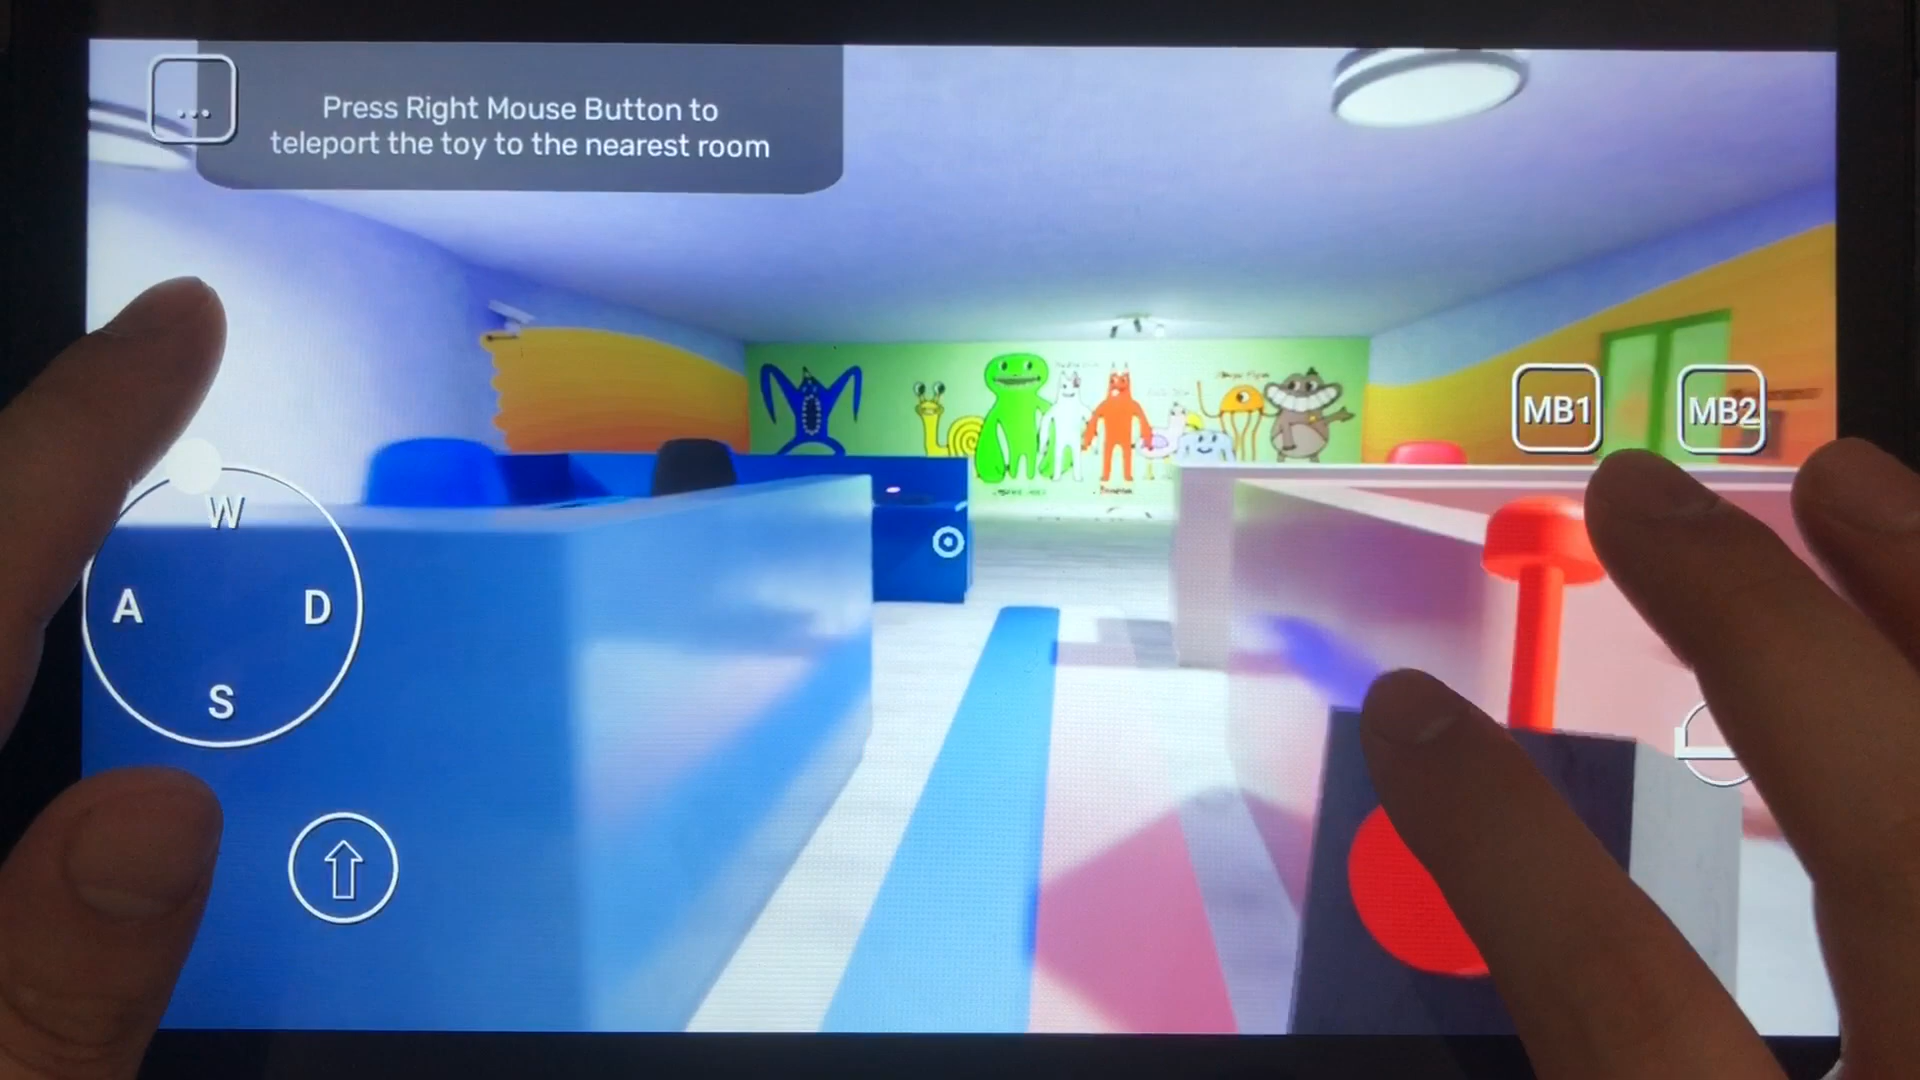 ...
Press Right Mouse Button to
teleport the toy to the nearest room
MB1
MB2
W
A
D
S